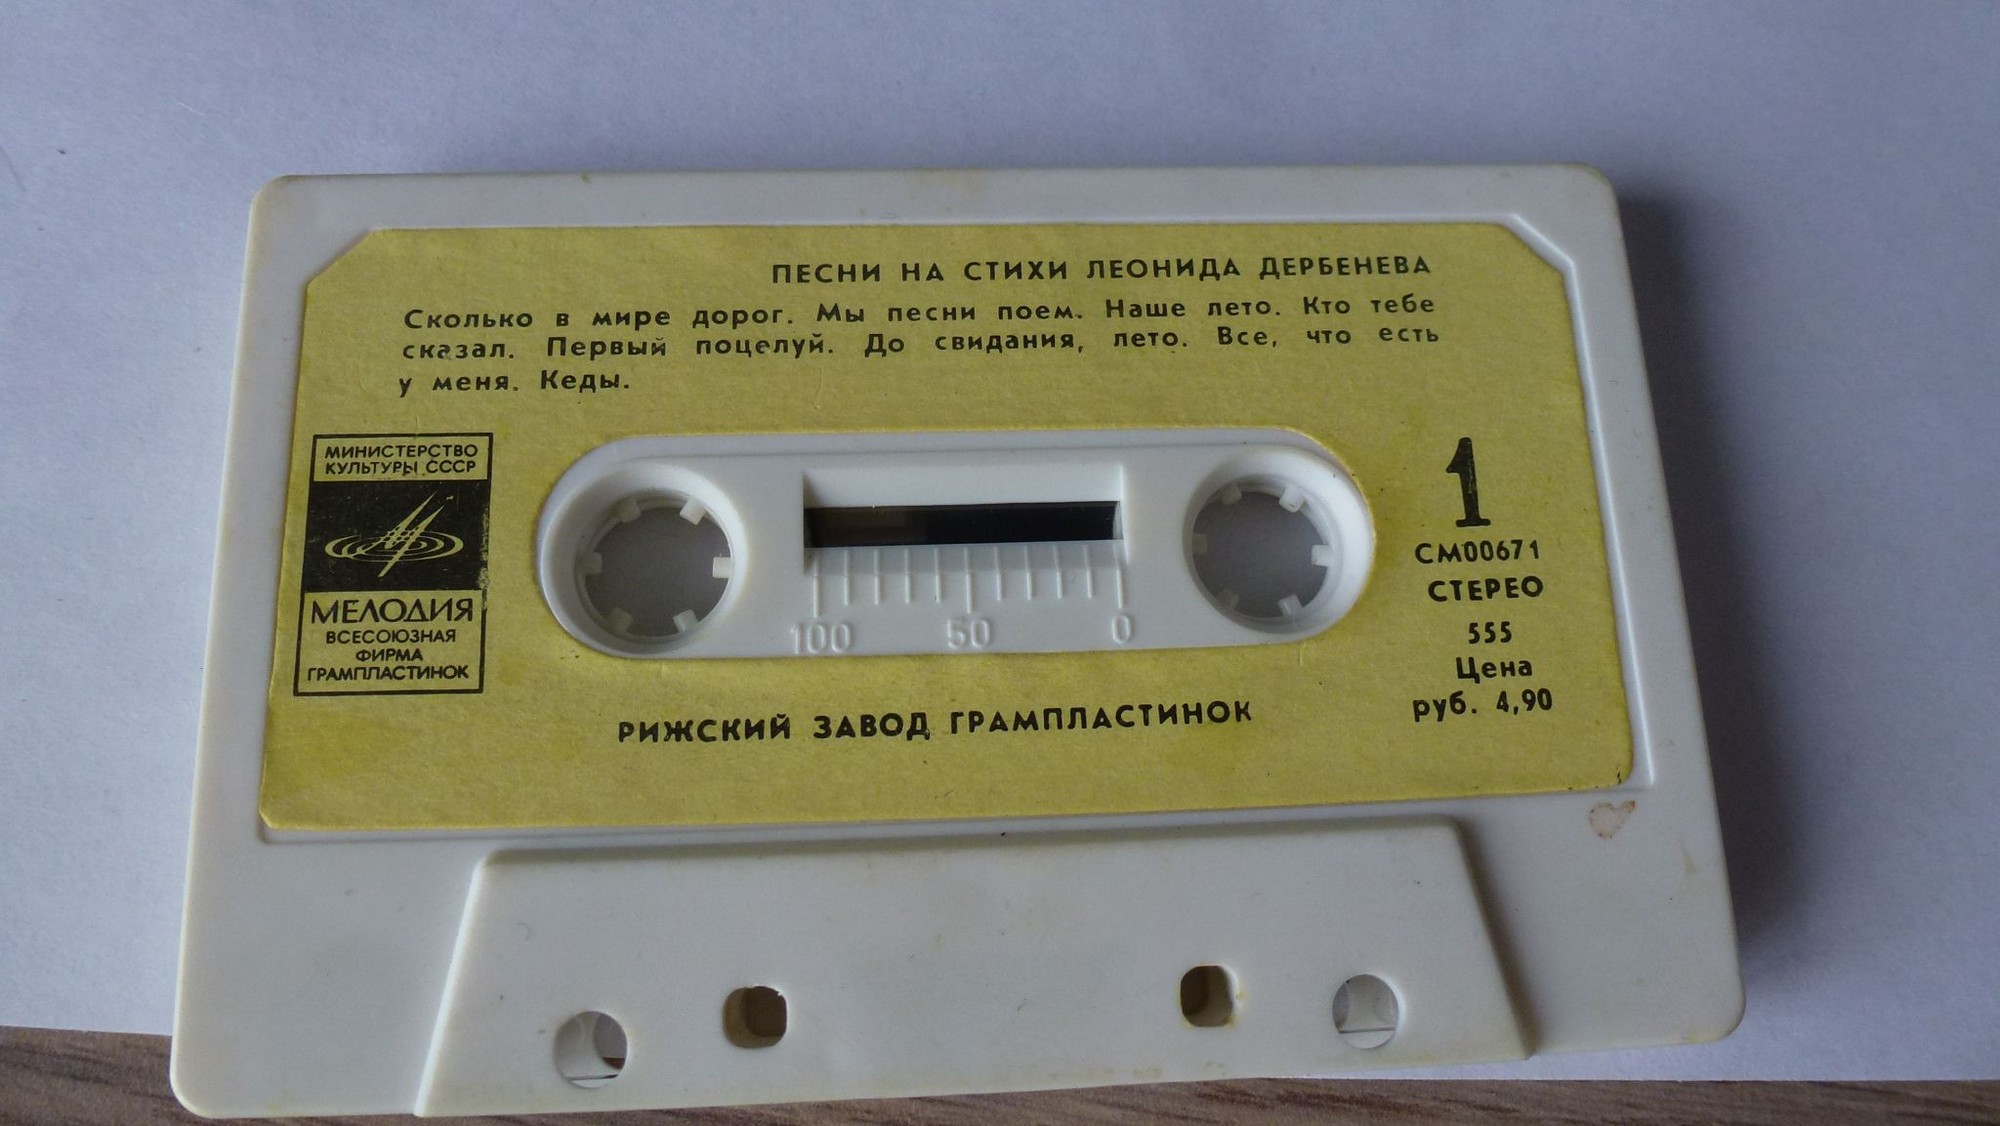 ПЕСНИ НА СТИХИ ЛЕОНИДА ДЕРБЕНЕВА
Сколько в мире дорог. Мы песни поем. Наше лето. Кто тебе
сказал. Первый поцелуй. До свидания, лето. Все, что есть
у меня. Кеды.
МИНИСТЕРСТВО
КУЛЬТУРЫ СССР
МЕЛОДИЯ
ВСЕСОЮЗНАЯ
ФИРМА
ГРАМПЛАСТИНОК
100 50 0
1
СМ00671
СТЕРЕО
555
Цена
руб. 4,90
РИЖСКИЙ ЗАВОД ГРАМПЛАСТИНОК